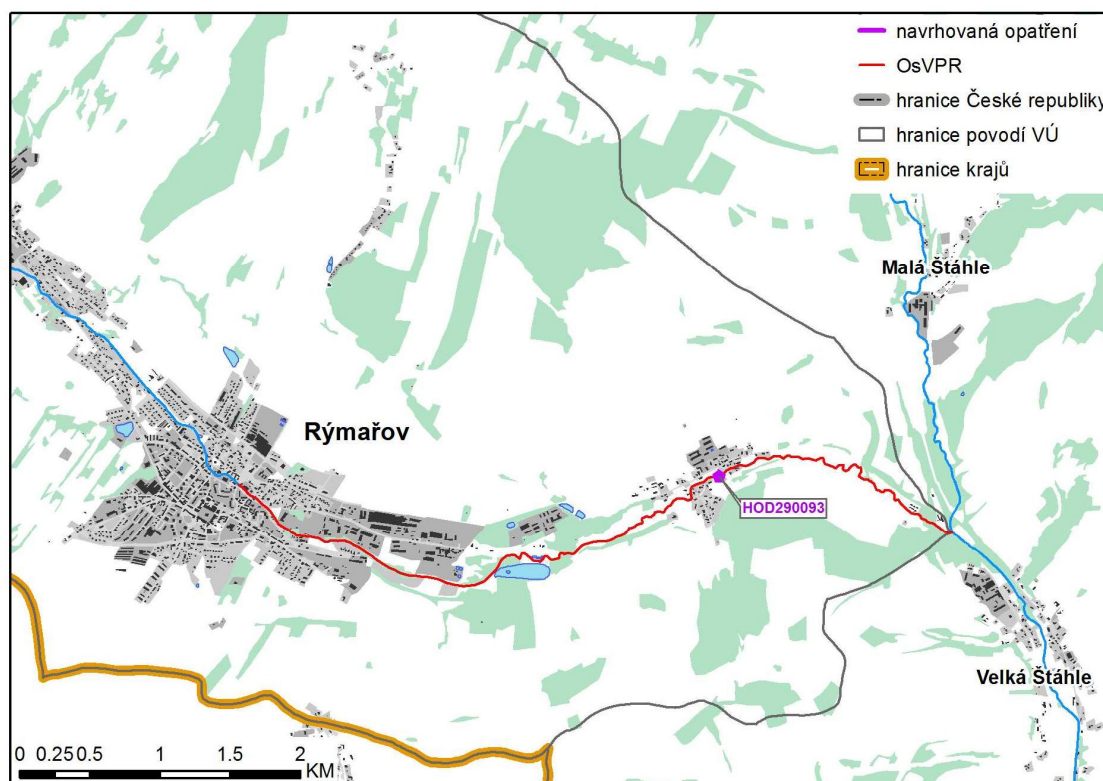 navrhovaná opatření
OsVPR
hranice České republiky
hranice povodí VÚ
hranice krajů
Malá Štáhle
Rýmařov
HOD290093
Velká Štáhle
0 0.25 0.5 1 1.5 2
KM